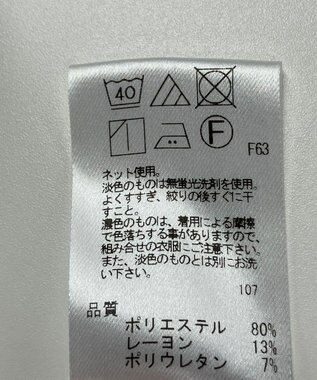 40
F
F63
ネット使用。
淡色のものは無蛍光洗剤を使用。
よくすすぎ、絞りの後すぐ1干
すこと。
濃色のものは、着用による摩擦
で色落ちする事がありますので、
組み合せの衣服にご注意下さい。
また、淡色のものとは別にお洗
い下さい。
107
品質
ポリエステル 80%
レーヨン 13%
ポリウレタン 7%